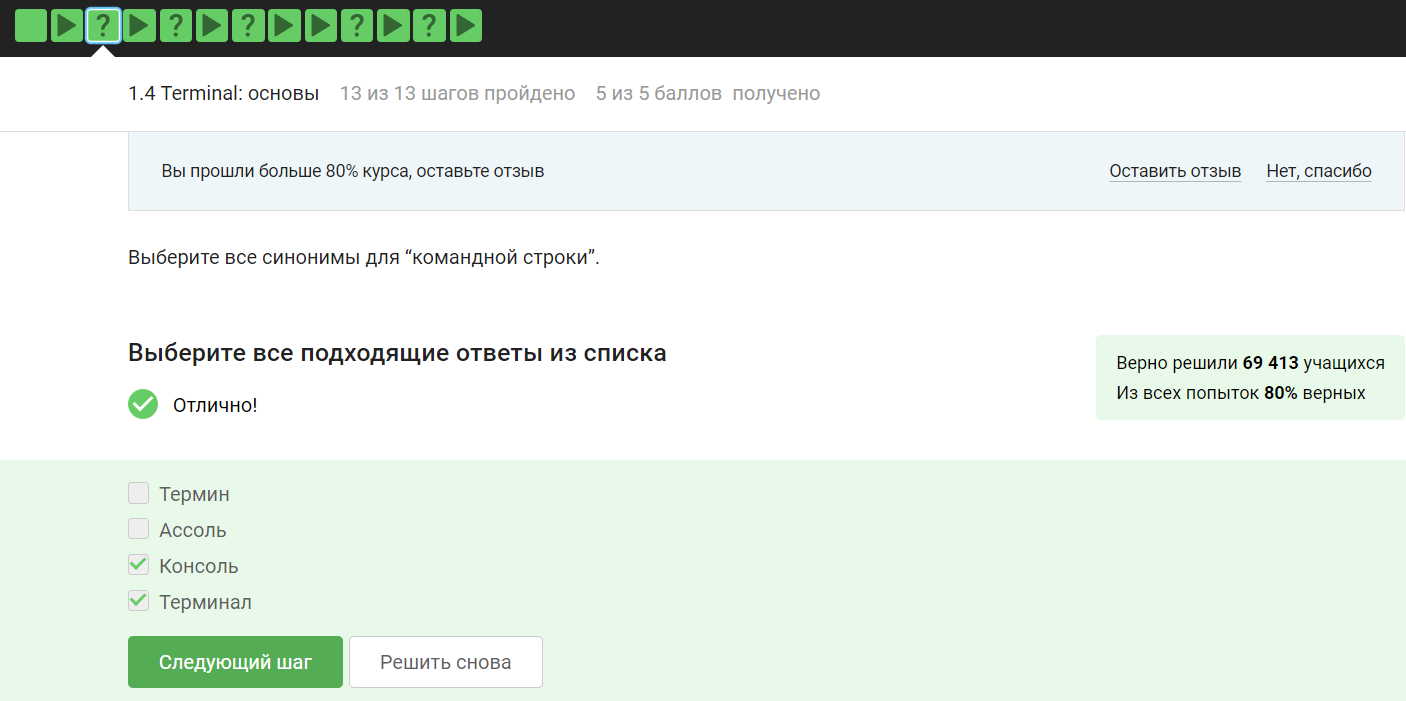 ? ? ? ? ?
1.4 Terminal: основы 13 из 13 шагов пройдено 5 из 5 баллов получено
Вы прошли больше 80% курса, оставьте отзыв Оставить отзыв Нет, спасибо
Выберите все синонимы для “командной строки”.
Выберите все подходящие ответы из списка
Верно решили 69 413 учащихся
Из всех попыток 80% верных
Отлично!
Термин
Ассоль
Консоль
Терминал
Следующий шаг Решить снова